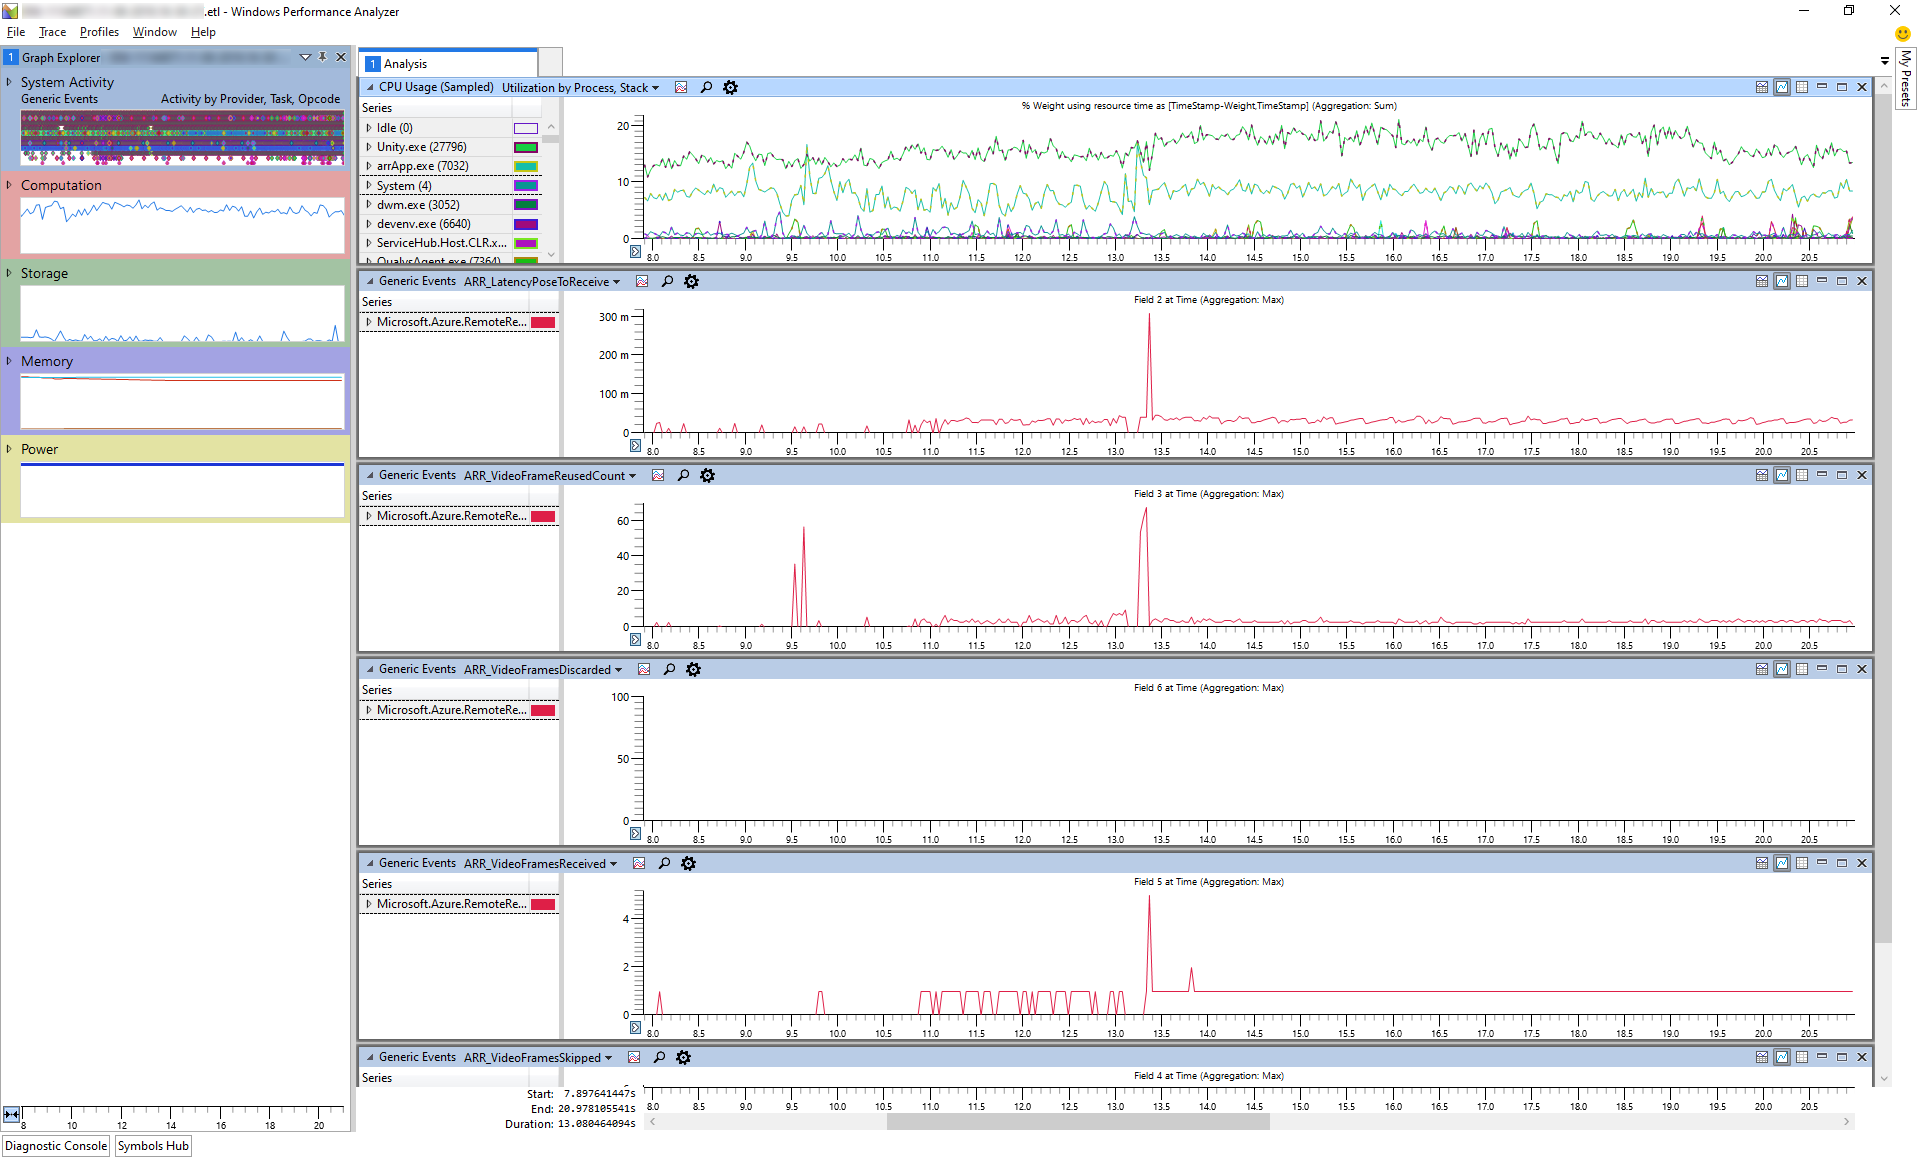 .etl - Windows Performance Analyzer
File Trace Profiles Window Help
1 Graph Explorer
System Activity
Generic Events Activity by Provider, Task, Opcode
Computation
Storage
Memory
Power
8 10 12 14 16 18 20
Diagnostic Console Symbols Hub
1 Analysis
My Presets
CPU Usage (Sampled) Utilization by Process, Stack
Series
Idle (0)
Unity.exe (27796)
arrApp.exe (7032)
System (4)
dwm.exe (3052)
devenv.exe (6640)
ServiceHub.Host.CLR.x...
QualysAgent.exe (7364)
% Weight using resource time as [TimeStamp-Weight,TimeStamp] (Aggregation: Sum)
20
10
0
8.0 8.5 9.0 9.5 10.0 10.5 11.0 11.5 12.0 12.5 13.0 13.5 14.0 14.5 15.0 15.5 16.0 16.5 17.0 17.5 18.0 18.5 19.0 19.5 20.0 20.5
Generic Events ARR_LatencyPoseToReceive
Series
Microsoft.Azure.RemoteRe...
Field 2 at Time (Aggregation: Max)
300 m
200 m
100 m
0
8.0 8.5 9.0 9.5 10.0 10.5 11.0 11.5 12.0 12.5 13.0 13.5 14.0 14.5 15.0 15.5 16.0 16.5 17.0 17.5 18.0 18.5 19.0 19.5 20.0 20.5
Generic Events ARR_VideoFrameReusedCount
Series
Microsoft.Azure.RemoteRe...
Field 3 at Time (Aggregation: Max)
60
40
20
0
8.0 8.5 9.0 9.5 10.0 10.5 11.0 11.5 12.0 12.5 13.0 13.5 14.0 14.5 15.0 15.5 16.0 16.5 17.0 17.5 18.0 18.5 19.0 19.5 20.0 20.5
Generic Events ARR_VideoFramesDiscarded
Series
Microsoft.Azure.RemoteRe...
Field 6 at Time (Aggregation: Max)
100
50
0
8.0 8.5 9.0 9.5 10.0 10.5 11.0 11.5 12.0 12.5 13.0 13.5 14.0 14.5 15.0 15.5 16.0 16.5 17.0 17.5 18.0 18.5 19.0 19.5 20.0 20.5
Generic Events ARR_VideoFramesReceived
Series
Microsoft.Azure.RemoteRe...
Field 5 at Time (Aggregation: Max)
4
2
0
8.0 8.5 9.0 9.5 10.0 10.5 11.0 11.5 12.0 12.5 13.0 13.5 14.0 14.5 15.0 15.5 16.0 16.5 17.0 17.5 18.0 18.5 19.0 19.5 20.0 20.5
Generic Events ARR_VideoFramesSkipped
Series
Field 4 at Time (Aggregation: Max)
Start: 7.897641447s
End: 20.978105541s
Duration: 13.080464094s
8.0 8.5 9.0 9.5 10.0 10.5 11.0 11.5 12.0 12.5 13.0 13.5 14.0 14.5 15.0 15.5 16.0 16.5 17.0 17.5 18.0 18.5 19.0 19.5 20.0 20.5